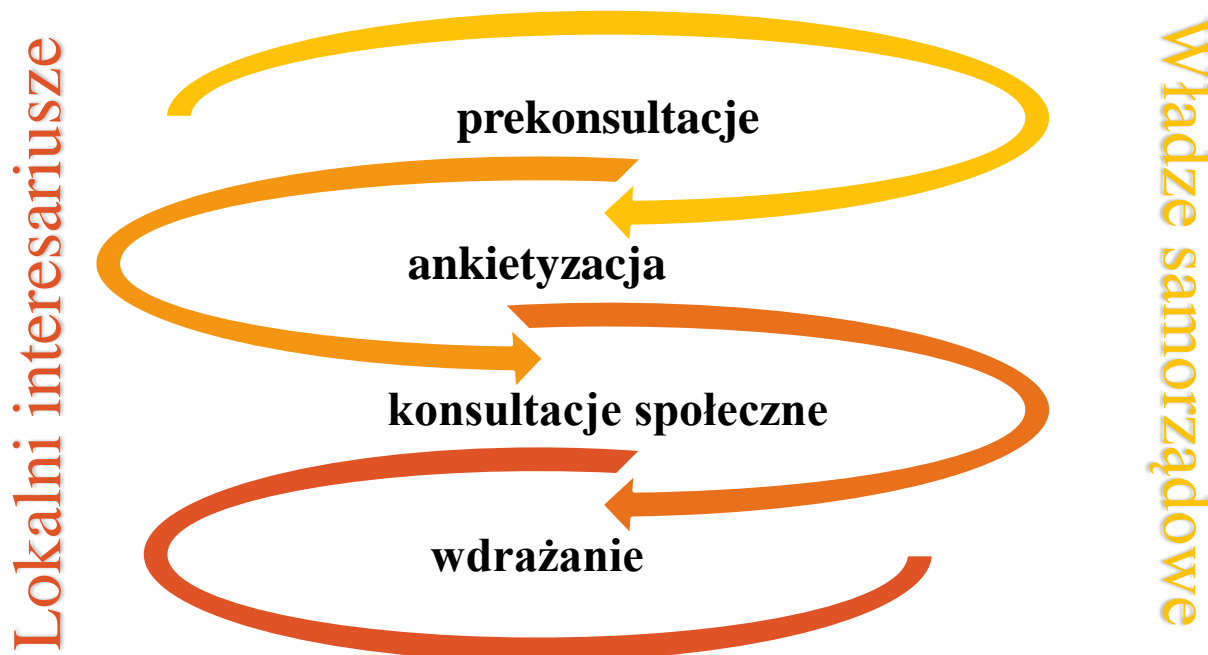 Lokalni interesariusze
prekonsultacje
ankietyzacja
konsultacje społeczne
wdrażanie
Władze samorządowe